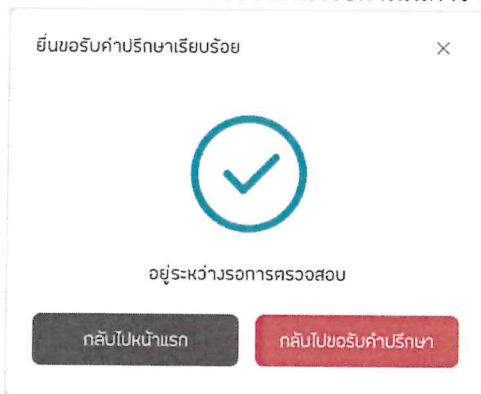 ยื่นขอรับคำปรึกษาเรียบร้อย
อยู่ระหว่างรอการตรวจสอบ
กลับไปหน้าแรก
กลับไปขอรับคำปรึกษา